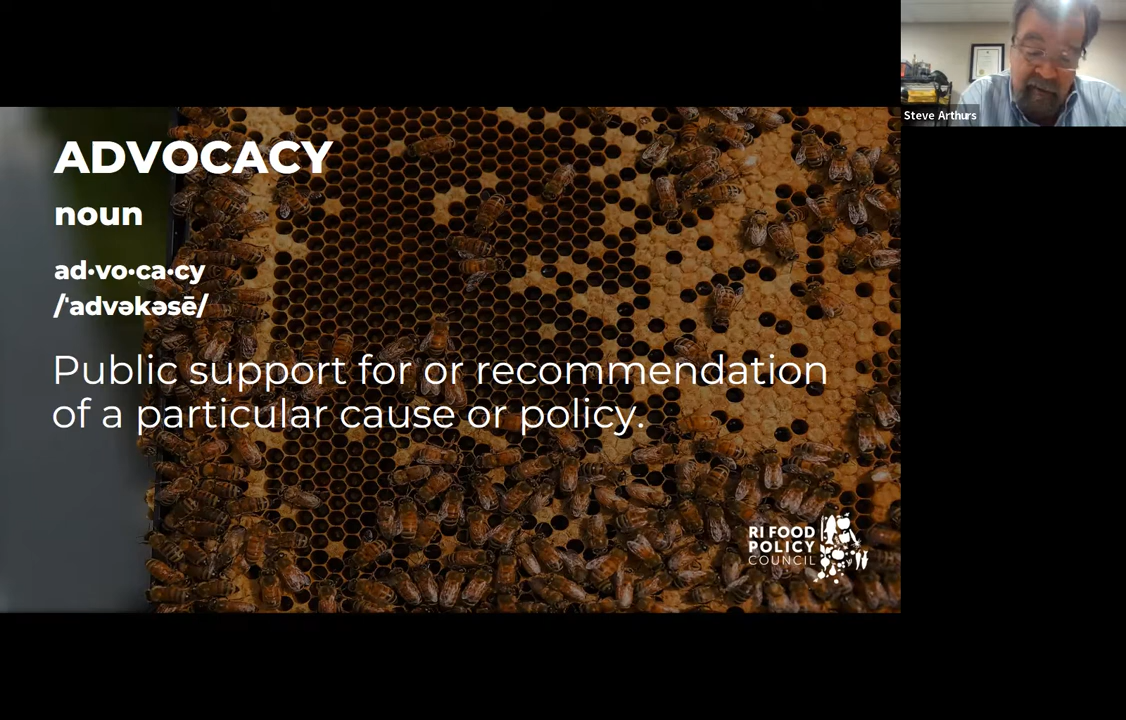 Steve Arthurs
ADVOCACY
noun
ad·vo·ca·cy
/ˈadvəkəsē/
Public support for or recommendation
of a particular cause or policy.
RI FOOD
POLICY
COUNCIL